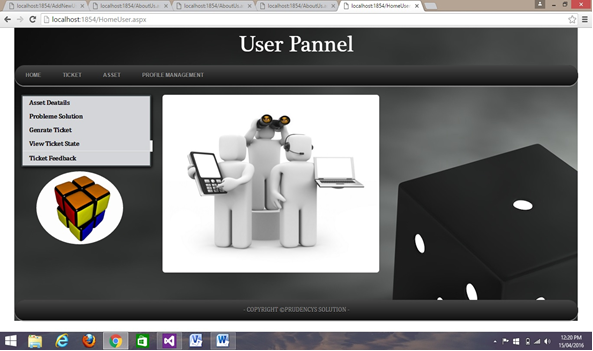 localhost:1854/AddNew
localhost:1854/AboutUs.a
localhost:1854/AboutUs.a
localhost:1854/AboutUs.a
localhost:1854/HomeUser.
localhost:1854/HomeUser.aspx
User Pannel
HOME TICKET ASSET PROFILE MANAGEMENT
Asset Deatails
Probleme Solution
Genrate Ticket
View Ticket State
Ticket Feedback
- COPYRIGHT ©PRUDENCYS SOLUTION -
12:20 PM
15/04/2016